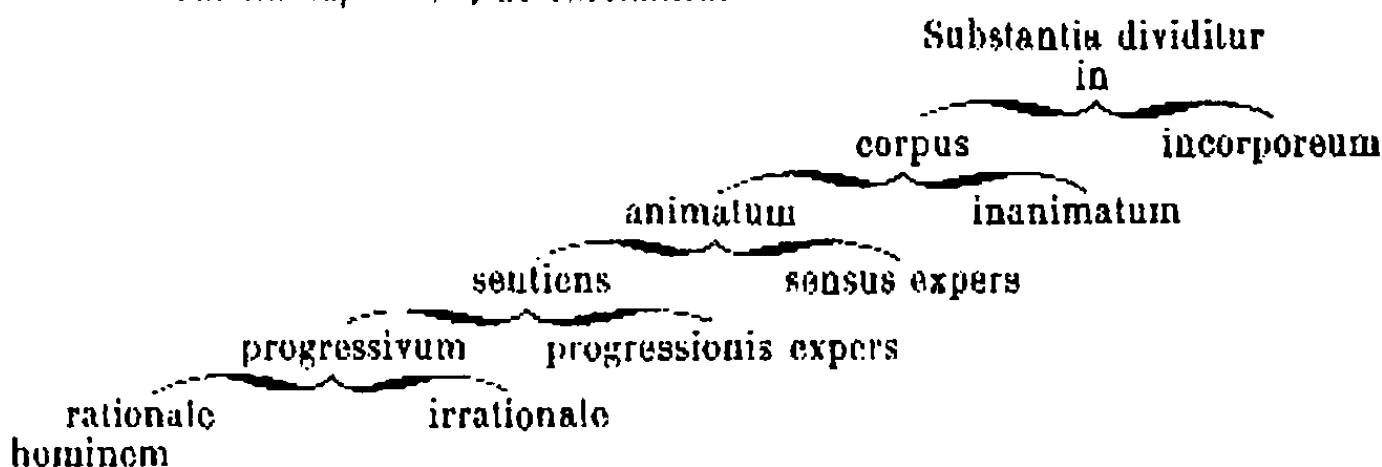 Substantia dividitur
in
corpus incorporeum
animatum inanimatum
sentiens sensus expers
progressivum progressionis expers
rationale irrationale
hominem